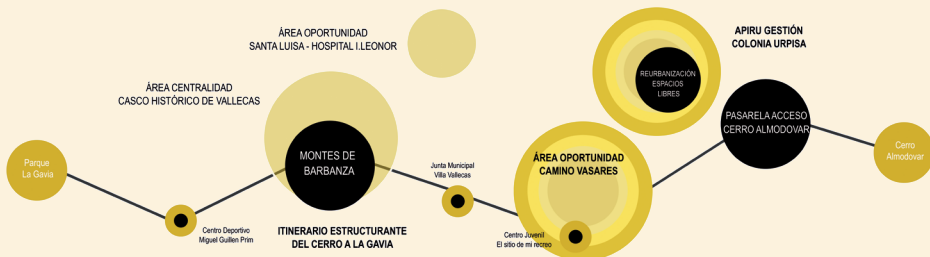 ÁREA OPORTUNIDAD
SANTA LUISA - HOSPITAL I.LEONOR
APIRU GESTIÓN
COLONIA URPISA
ÁREA CENTRALIDAD
CASCO HISTÓRICO DE VALLECAS
REURBANIZACIÓN
ESPACIOS
LIBRES
PASARELA ACCESO
CERRO ALMODOVAR
Parque
La Gavia
MONTES DE
BARBANZA
Junta Municipal
Villa Vallecas
ÁREA OPORTUNIDAD
CAMINO VASARES
Cerro
Almodovar
Centro Deportivo
Miguel Guillen Prim
ITINERARIO ESTRUCTURANTE
DEL CERRO A LA GAVIA
Centro Juvenil
El sitio de mi recreo